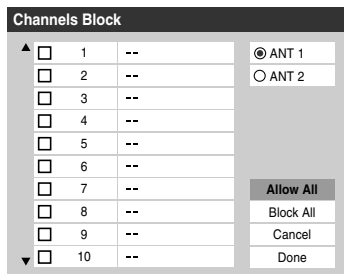 Channels Block
1 -- ANT 1
2 -- ANT 2
3 --
4 --
5 --
6 --
7 -- Allow All
8 -- Block All
9 -- Cancel
10 -- Done